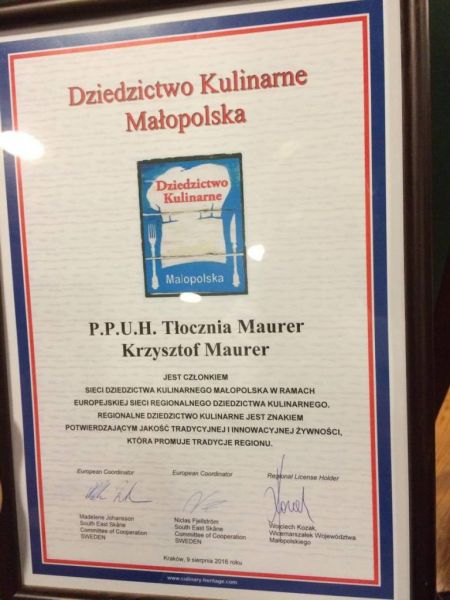 Dziedzictwo Kulinarne
Małopolska
Dziedzictwo
Kulinarne
Małopolska
P.P.U.H. Tłocznia Maurer
Krzysztof Maurer
JEST CZŁONKIEM
SIECI DZIEDZICTWA KULINARNEGO MAŁOPOLSKA W RAMACH
EUROPEJSKIEJ SIECI REGIONALNEGO DZIEDZICTWA KULINARNEGO.
REGIONALNE DZIEDZICTWO KULINARNE JEST ZNAKIEM
POTWIERDZAJĄCYM JAKOŚĆ TRADYCYJNEJ I INNOWACYJNEJ ŻYWNOŚCI,
KTÓRA PROMUJE TRADYCJE REGIONU.
European Coordinator European Coordinator Regional License Holder
Madeleine Johansson Niclas Fjellström Wojciech Kozak,
South East Skåne South East Skåne Wicemarszałek Województwa
Committee of Cooperation Committee of Cooperation Małopolskiego
SWEDEN SWEDEN
Kraków, 9 sierpnia 2016 roku
www.culinary-heritage.com